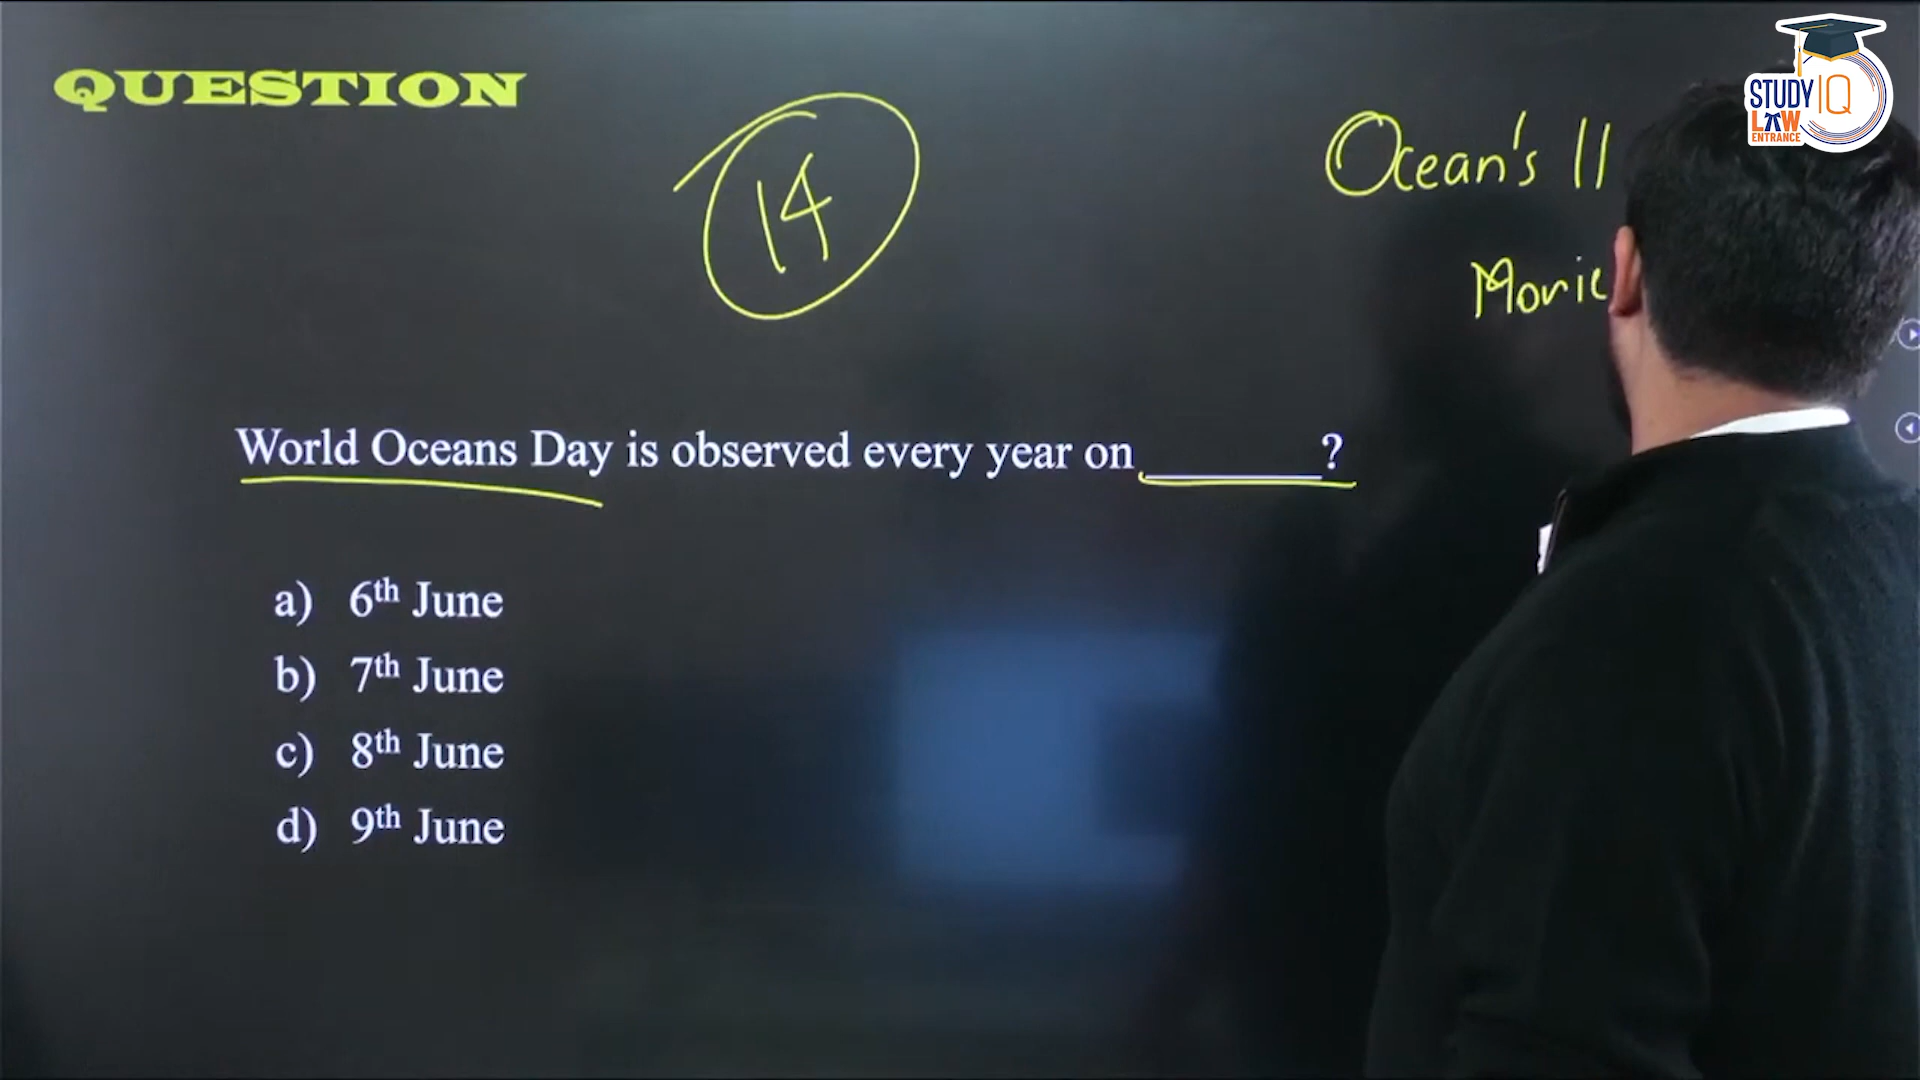 QUESTION
14
Ocean's 11
Movie
STUDY IQ
LAW
ENTRANCE
World Oceans Day is observed every year on ________?
a) 6th June
b) 7th June
c) 8th June
d) 9th June